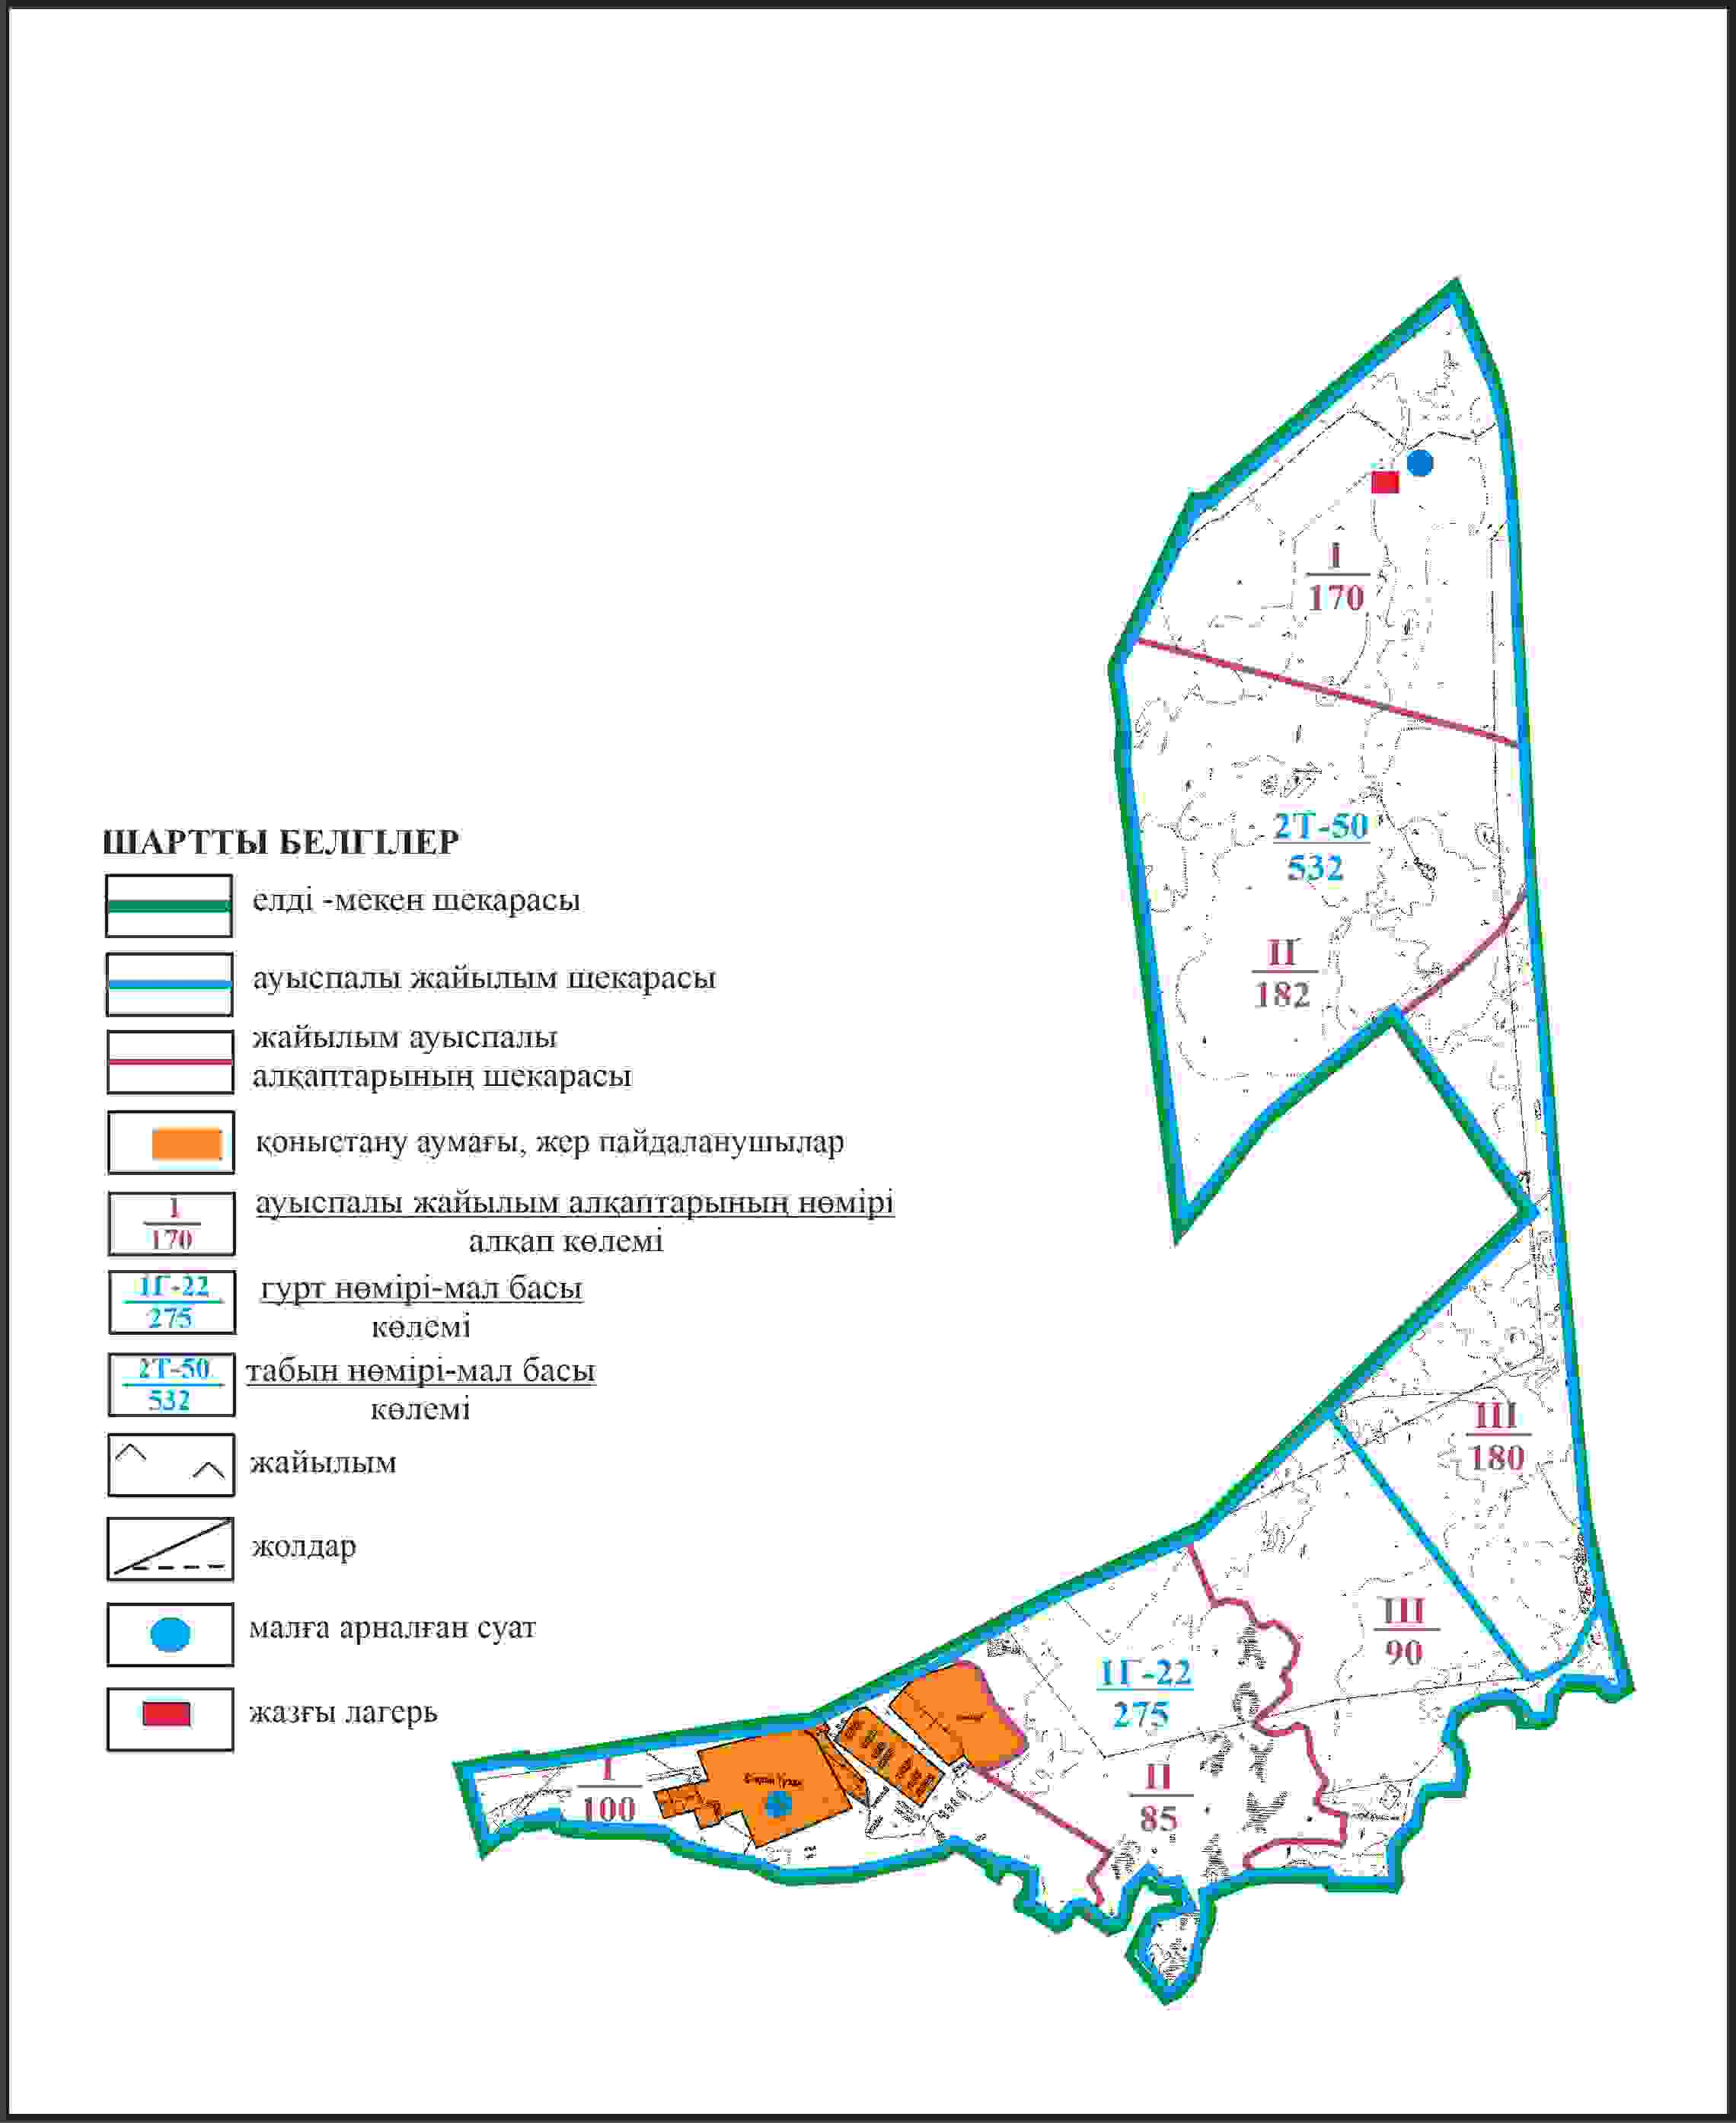 I
170
2Т-50
532
II
182
ШАРТТЫ БЕЛГІЛЕР
елді -мекен шекарасы
ауыспалы жайылым шекарасы
жайылым ауыспалы
алқаптарының шекарасы
қоныстану аумағы, жер пайдаланушылар
I
170
ауыспалы жайылым алқаптарының нөмірі
алқап көлемі
1Г-22
275
гурт нөмірі-мал басы
көлемі
2Т-50
532
табын нөмірі-мал басы
көлемі
жайылым
жолдар
малға арналған суат
жазғы лагерь
III
180
III
90
1Г-22
275
II
85
I
100